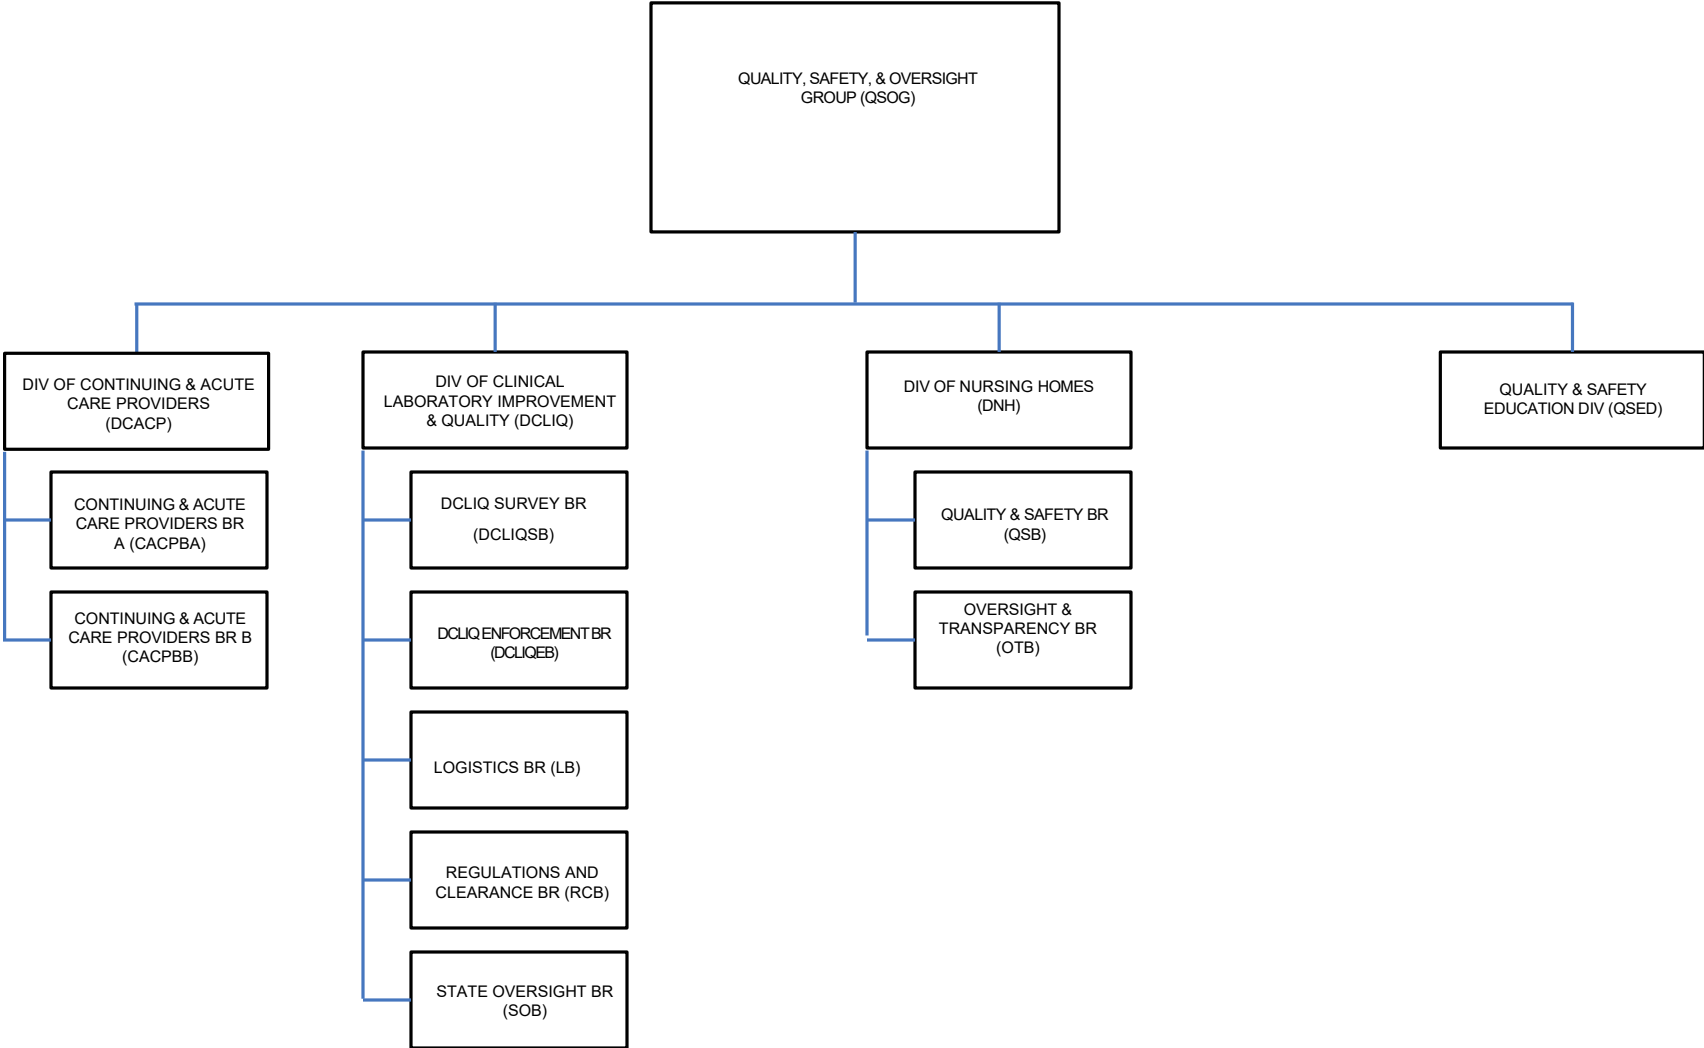 QUALITY, SAFETY, & OVERSIGHT
GROUP (QSOG)
DIV OF CONTINUING & ACUTE
CARE PROVIDERS
(DCACP)
CONTINUING & ACUTE
CARE PROVIDERS BR
A (CACPBA)
CONTINUING & ACUTE
CARE PROVIDERS BR B
(CACPBB)
DIV OF CLINICAL
LABORATORY IMPROVEMENT
& QUALITY (DCLIQ)
DCLIQ SURVEY BR
(DCLIQSB)
DCLIQ ENFORCEMENT BR
(DCLIQEB)
LOGISTICS BR (LB)
REGULATIONS AND
CLEARANCE BR (RCB)
STATE OVERSIGHT BR
(SOB)
DIV OF NURSING HOMES
(DNH)
QUALITY & SAFETY BR
(QSB)
OVERSIGHT &
TRANSPARENCY BR
(OTB)
QUALITY & SAFETY
EDUCATION DIV (QSED)